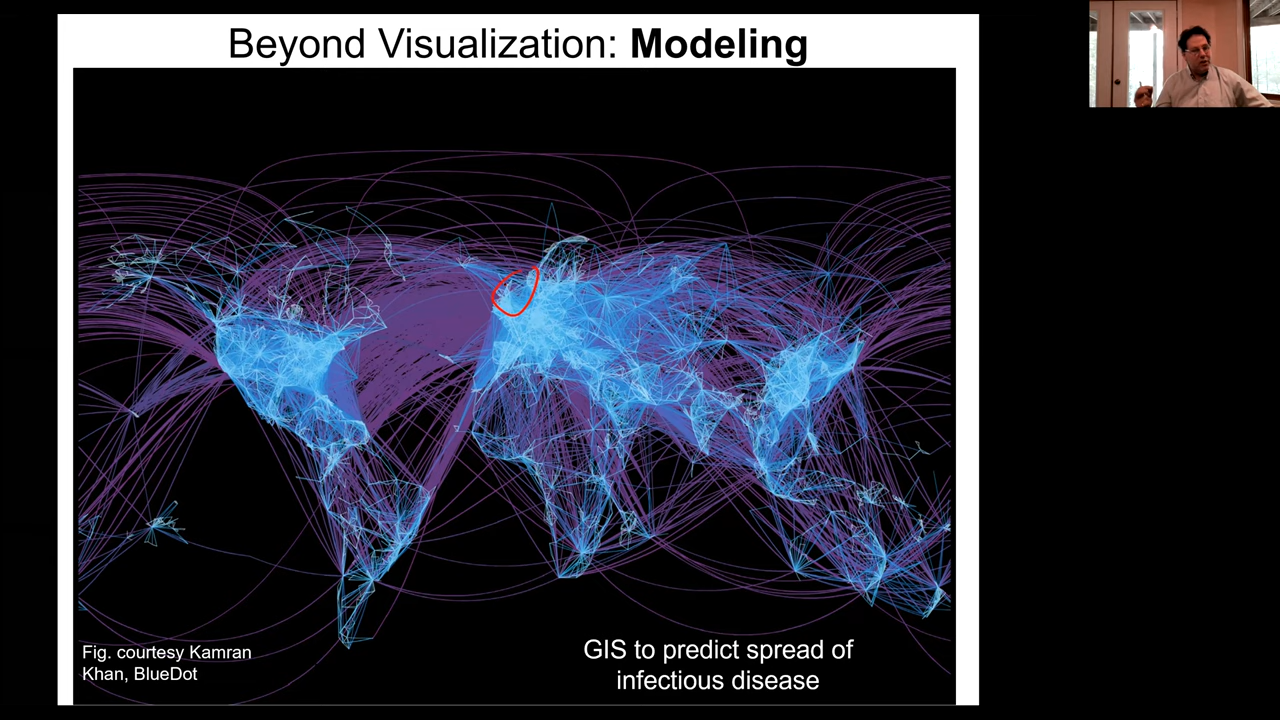 Beyond Visualization: Modeling
Fig. courtesy Kamran
Khan, BlueDot
GIS to predict spread of
infectious disease